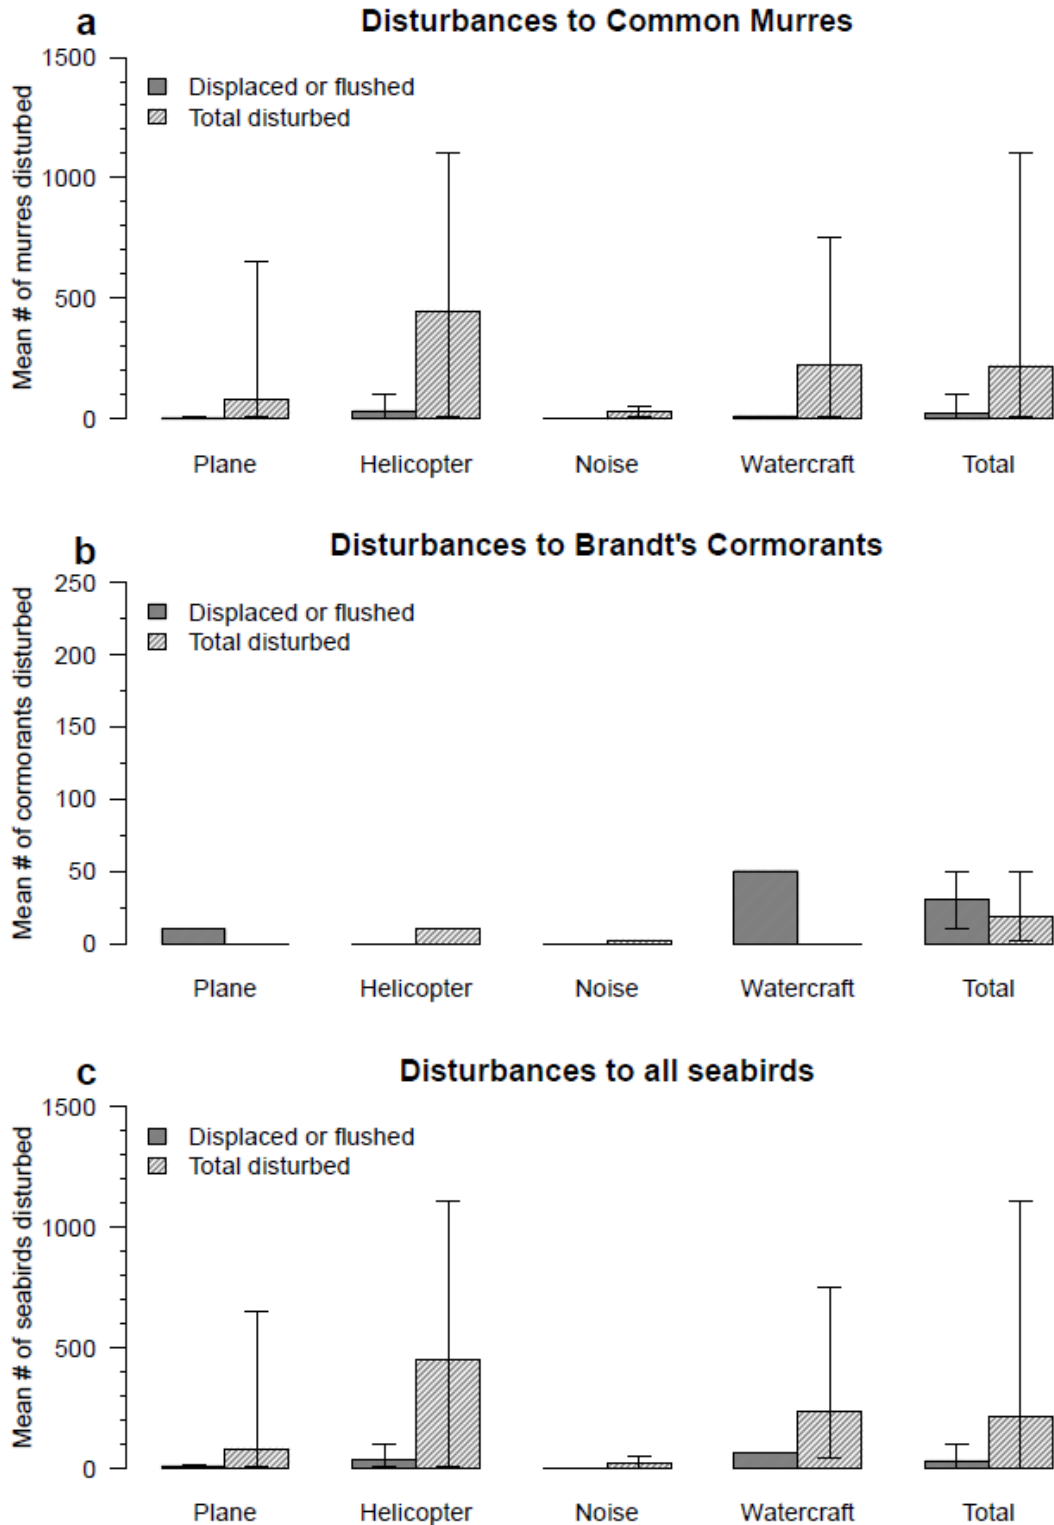 a
Disturbances to Common Murres
Mean # of murres disturbed
1500
1000
500
0
Displaced or flushed
Total disturbed
Plane Helicopter Noise Watercraft Total
b
Disturbances to Brandt's Cormorants
Mean # of cormorants disturbed
250
200
150
100
50
0
Displaced or flushed
Total disturbed
Plane Helicopter Noise Watercraft Total
c
Disturbances to all seabirds
Mean # of seabirds disturbed
1500
1000
500
0
Displaced or flushed
Total disturbed
Plane Helicopter Noise Watercraft Total